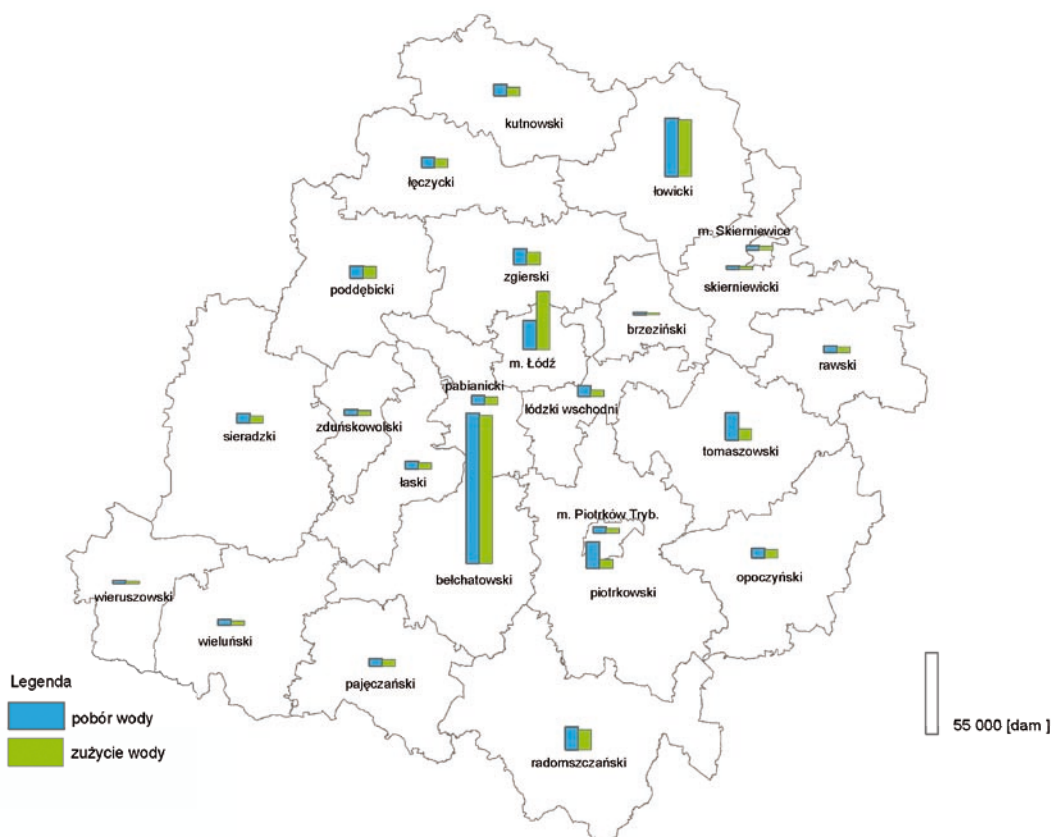 kutnowski
łęczycki
łowicki
m. Skierniewice
skierniewicki
zgierski
poddębicki
brzeziński
rawski
m. Łódź
pabianicki
łódzki wschodni
zduńskowolski
sieradzki
tomaszowski
łaski
m. Piotrków Tryb.
opoczyński
bełchatowski
piotrkowski
wieruszowski
wieluński
pajęczański
radomszczański
Legenda
pobór wody
zużycie wody
55 000 [dam ]